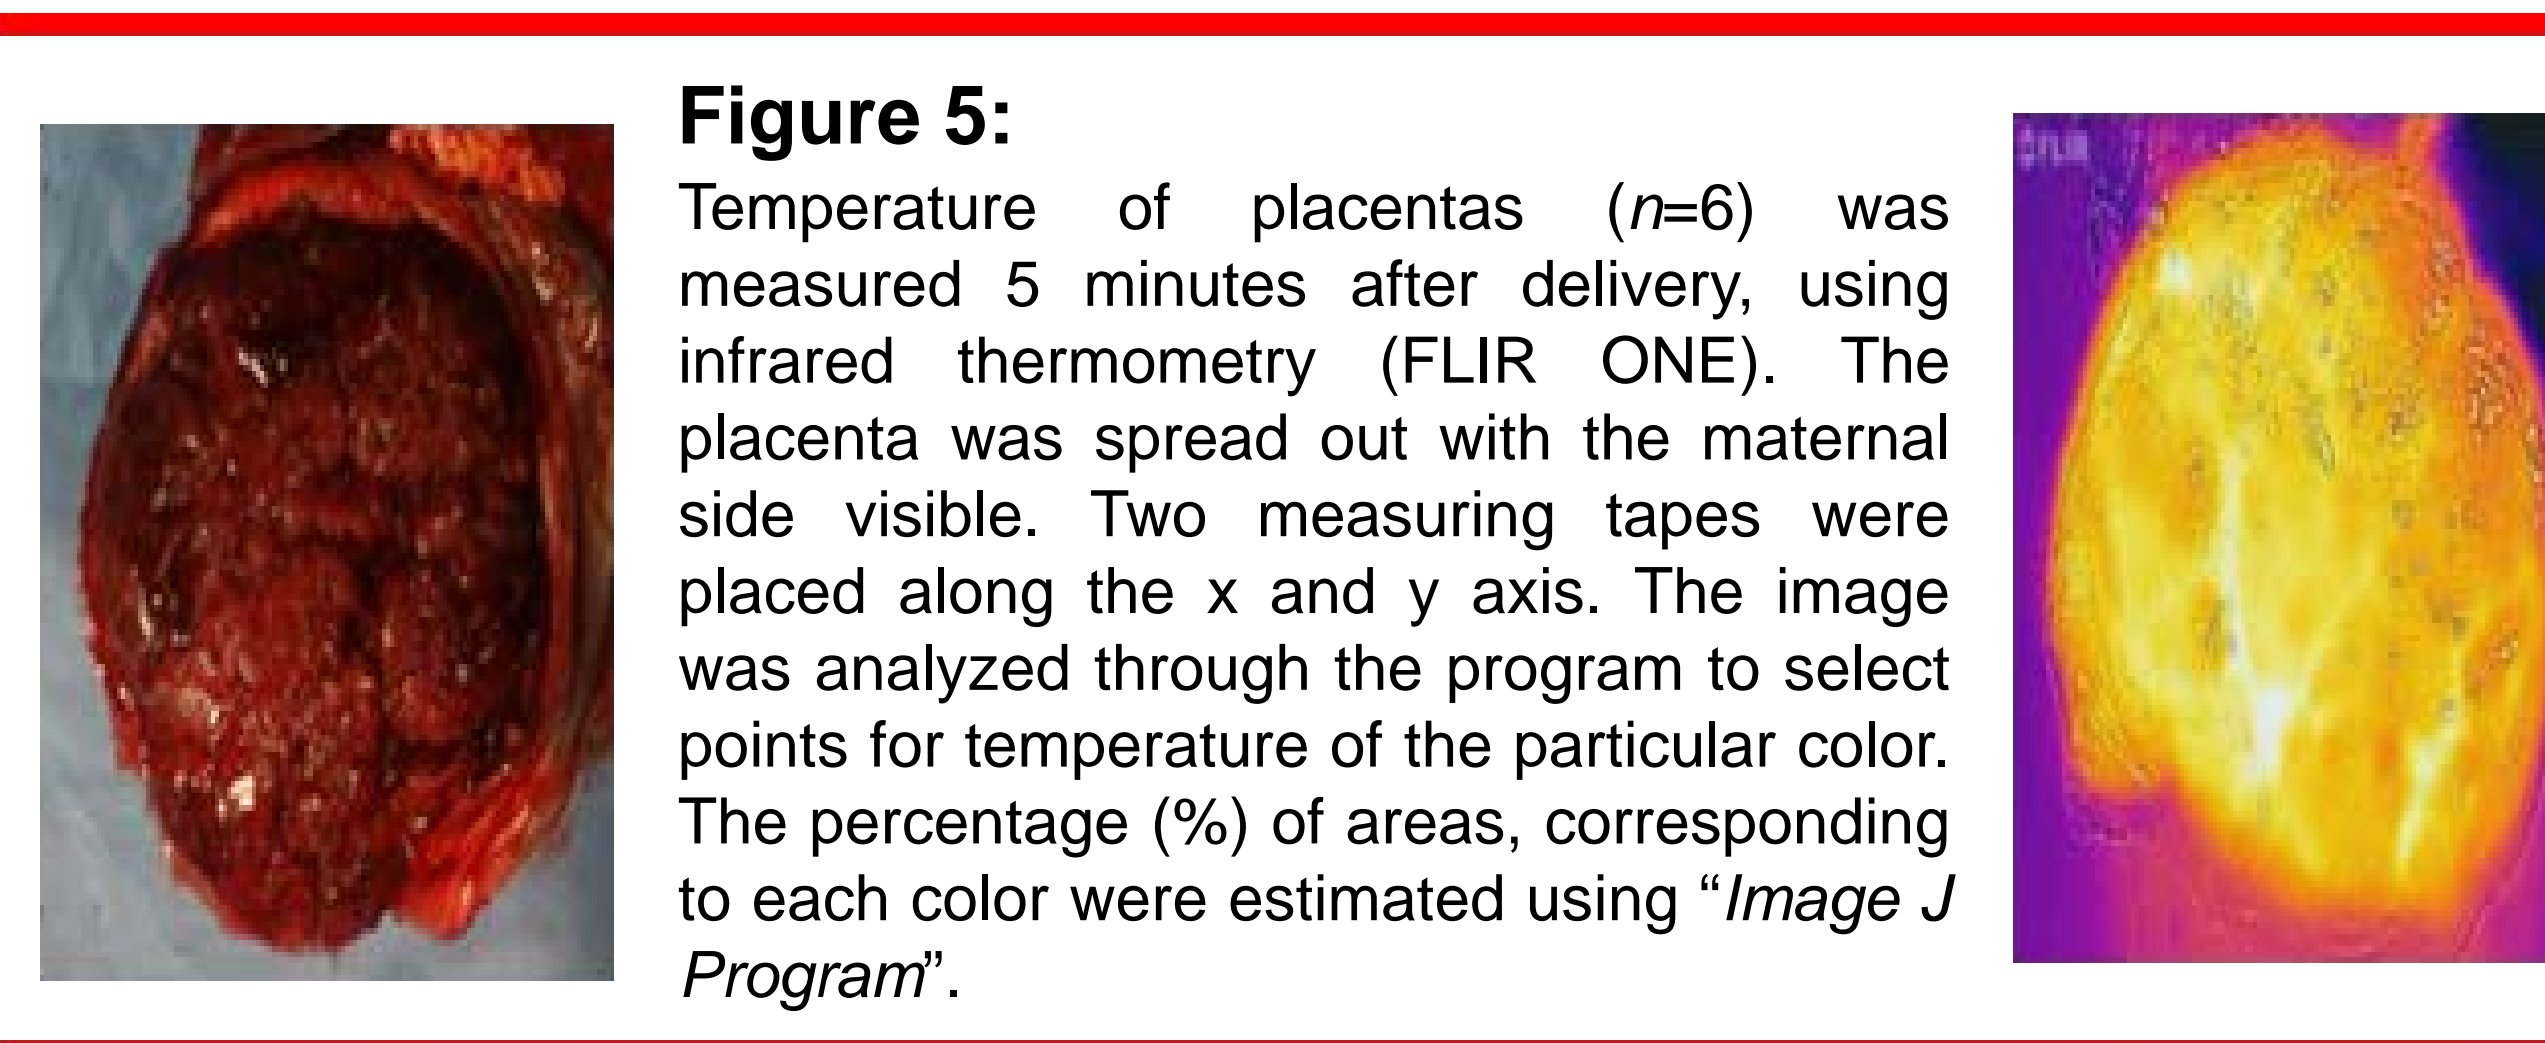 Figure 5:
Temperature of placentas (n=6) was
measured 5 minutes after delivery, using
infrared thermometry (FLIR ONE). The
placenta was spread out with the maternal
side visible. Two measuring tapes were
placed along the x and y axis. The image
was analyzed through the program to select
points for temperature of the particular color.
The percentage (%) of areas, corresponding
to each color were estimated using “Image J
Program”.